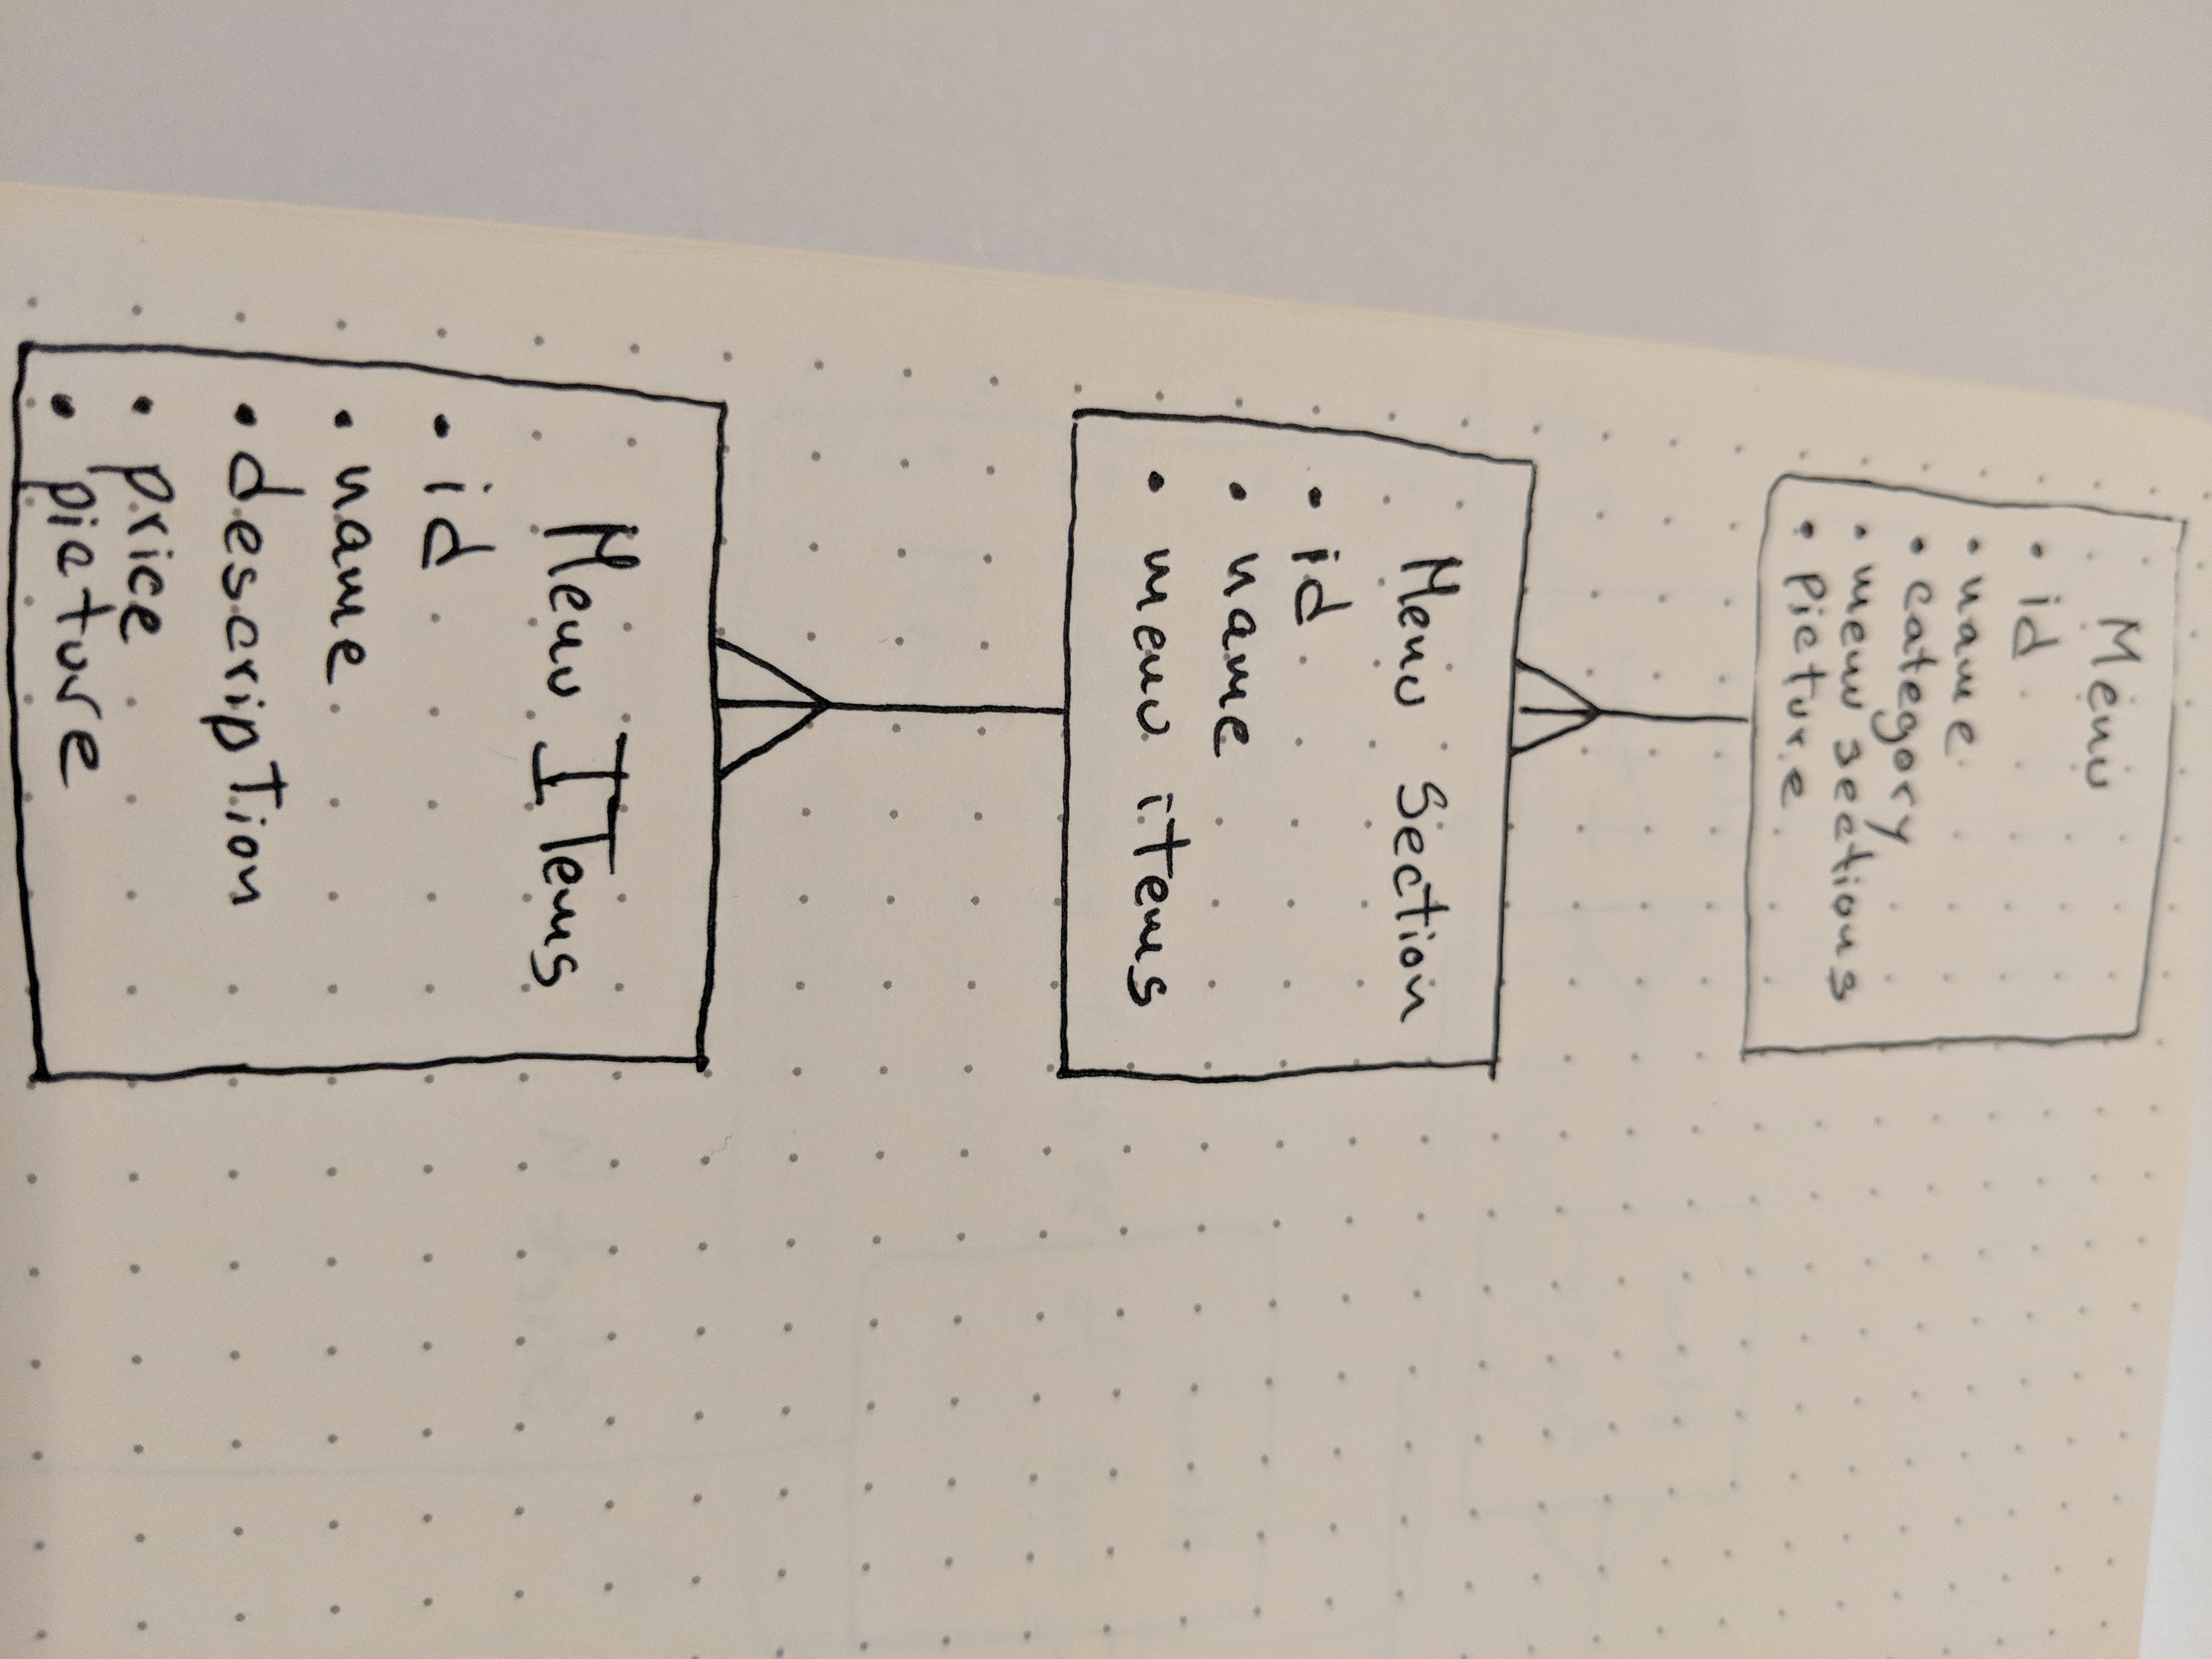 Menu
• id
• name
• category
• menu sections
• picture
Menu Section
• id
• name
• menu items
Menu ITems
• id
• name
• descripTion
• price
• picture